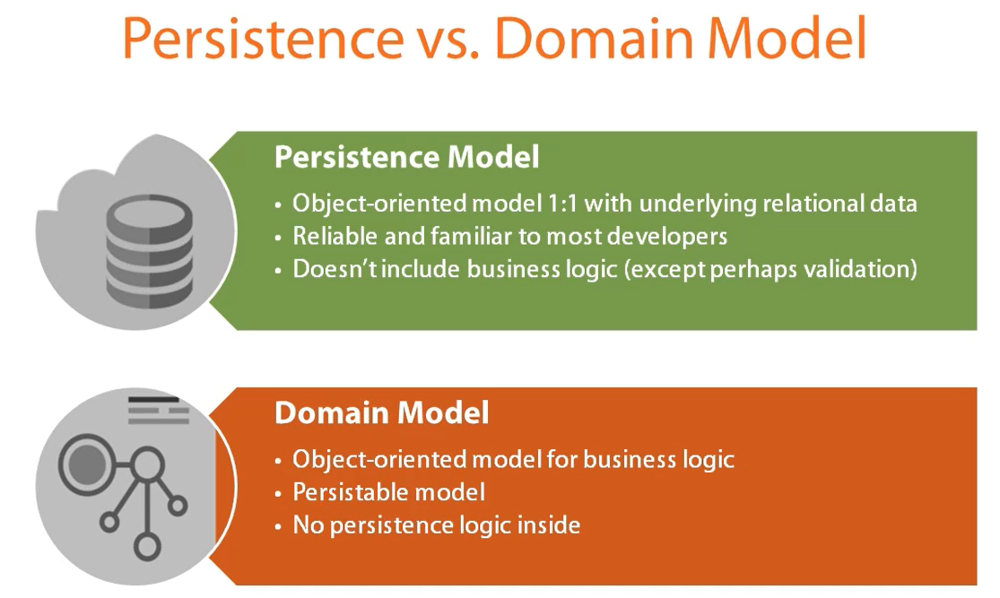 Persistence vs. Domain Model
Persistence Model
• Object-oriented model 1:1 with underlying relational data
• Reliable and familiar to most developers
• Doesn’t include business logic (except perhaps validation)
Domain Model
• Object-oriented model for business logic
• Persistable model
• No persistence logic inside